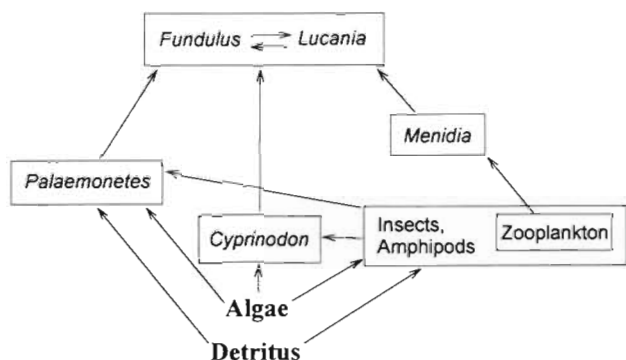 Fundulus Lucania
Menidia
Palaemonetes
Insects,
Amphipods
Zooplankton
Cyprinodon
Algae
Detritus